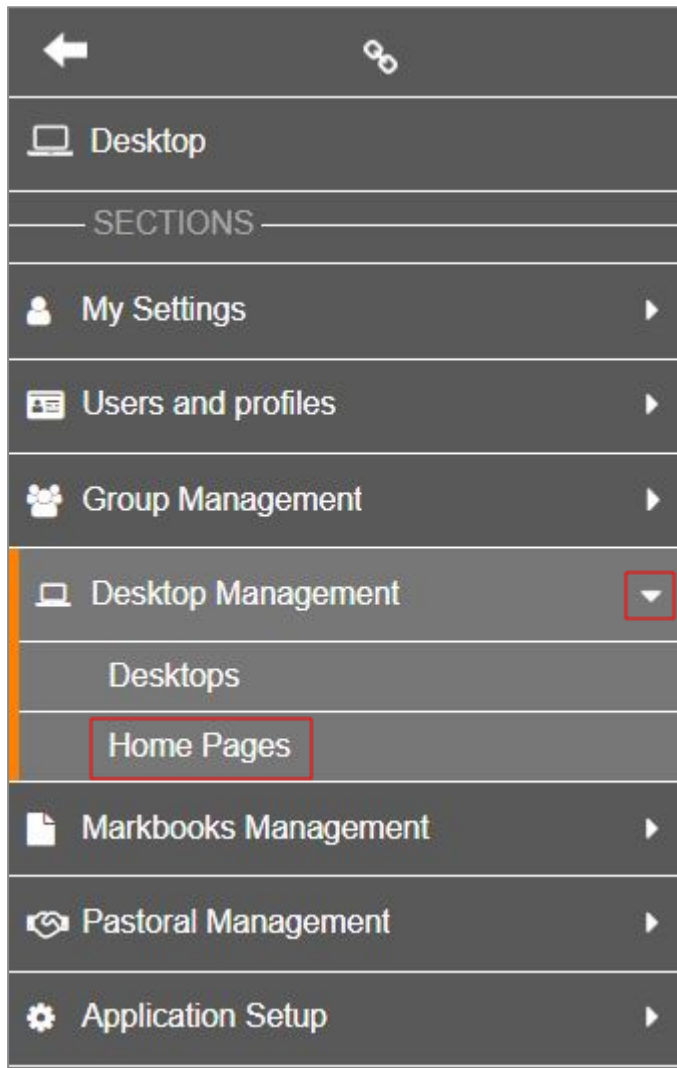 Desktop
SECTIONS
My Settings
Users and profiles
Group Management
Desktop Management
Desktops
Home Pages
Markbooks Management
Pastoral Management
Application Setup